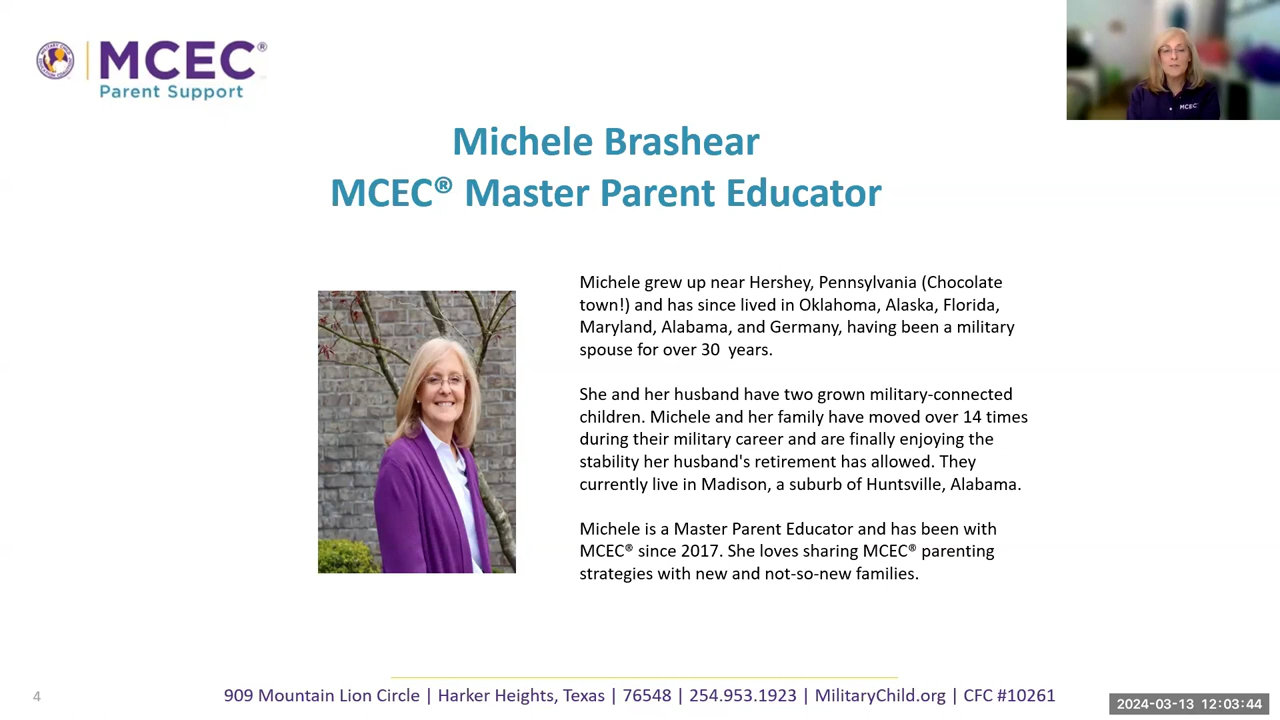 MCEC®
Parent Support
MCEC
Michele Brashear
MCEC® Master Parent Educator
Michele grew up near Hershey, Pennsylvania (Chocolate
town!) and has since lived in Oklahoma, Alaska, Florida,
Maryland, Alabama, and Germany, having been a military
spouse for over 30  years.
She and her husband have two grown military-connected
children. Michele and her family have moved over 14 times
during their military career and are finally enjoying the
stability her husband's retirement has allowed. They
currently live in Madison, a suburb of Huntsville, Alabama.
Michele is a Master Parent Educator and has been with
MCEC® since 2017. She loves sharing MCEC® parenting
strategies with new and not-so-new families.
4
909 Mountain Lion Circle | Harker Heights, Texas | 76548 | 254.953.1923 | MilitaryChild.org | CFC #10261
2024-03-13 12:03:44